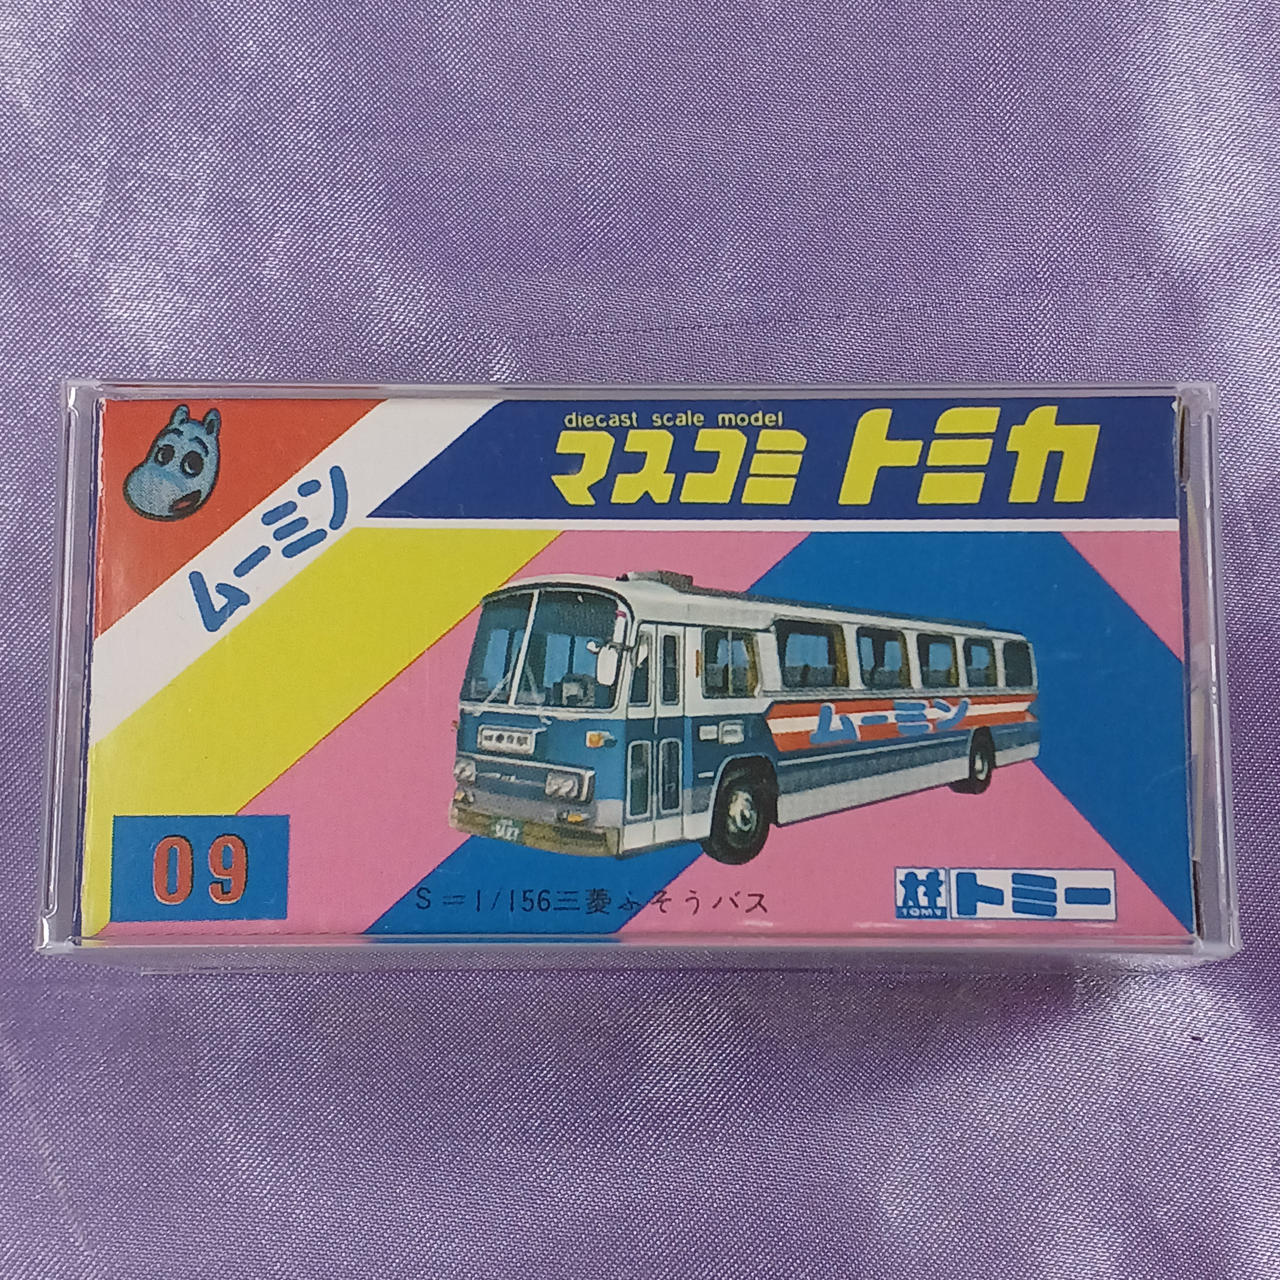 diecast scale model
マスコミ トミカ
ムーミン
ムーミン
09
S=1/156三菱ふそうバス
TOMY
トミー